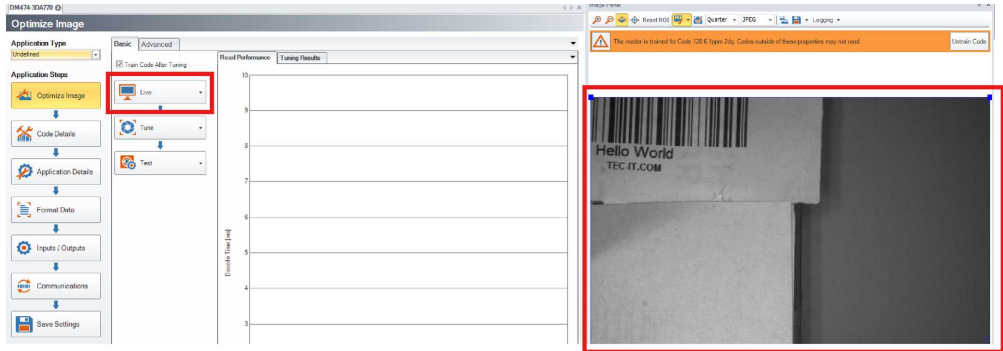 DM474-3DA770
Optimize Image
Application Type
Undefined
Application Steps
Optimize Image
Code Details
Application Details
Format Data
Inputs / Outputs
Communications
Save Settings
Basic
Advanced
Train Code After Tuning
Live
Tune
Test
Read Performance
Tuning Results
10
9
8
7
6
5
4
3
Decode Time [ms]
Image Panel
Reset ROI
Quarter
JPEG
Logging
The reader is trained for Code 128 6.1ppm 2dg. Codes outside of these properties may not read.
Untrain Code
Hello World
TEC-IT.COM